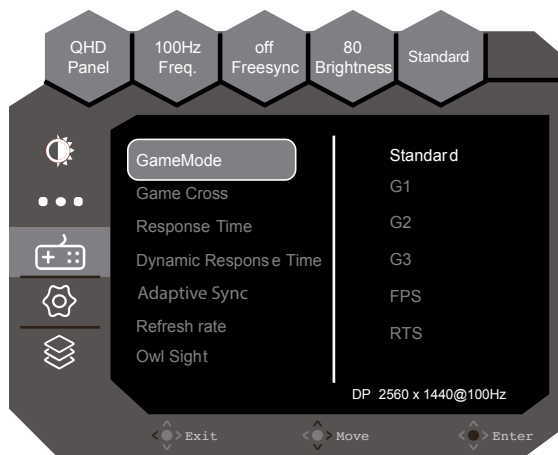 QHD
Panel
100Hz
Freq.
off
Freesync
80
Brightness
Standard
GameMode
Game Cross
Response Time
Dynamic Respons e Time
Adaptive Sync
Refresh rate
Owl Sight
Standar d
G1
G2
G3
FPS
RTS
DP 2560 x 1440@100Hz
Exit
Move
Enter